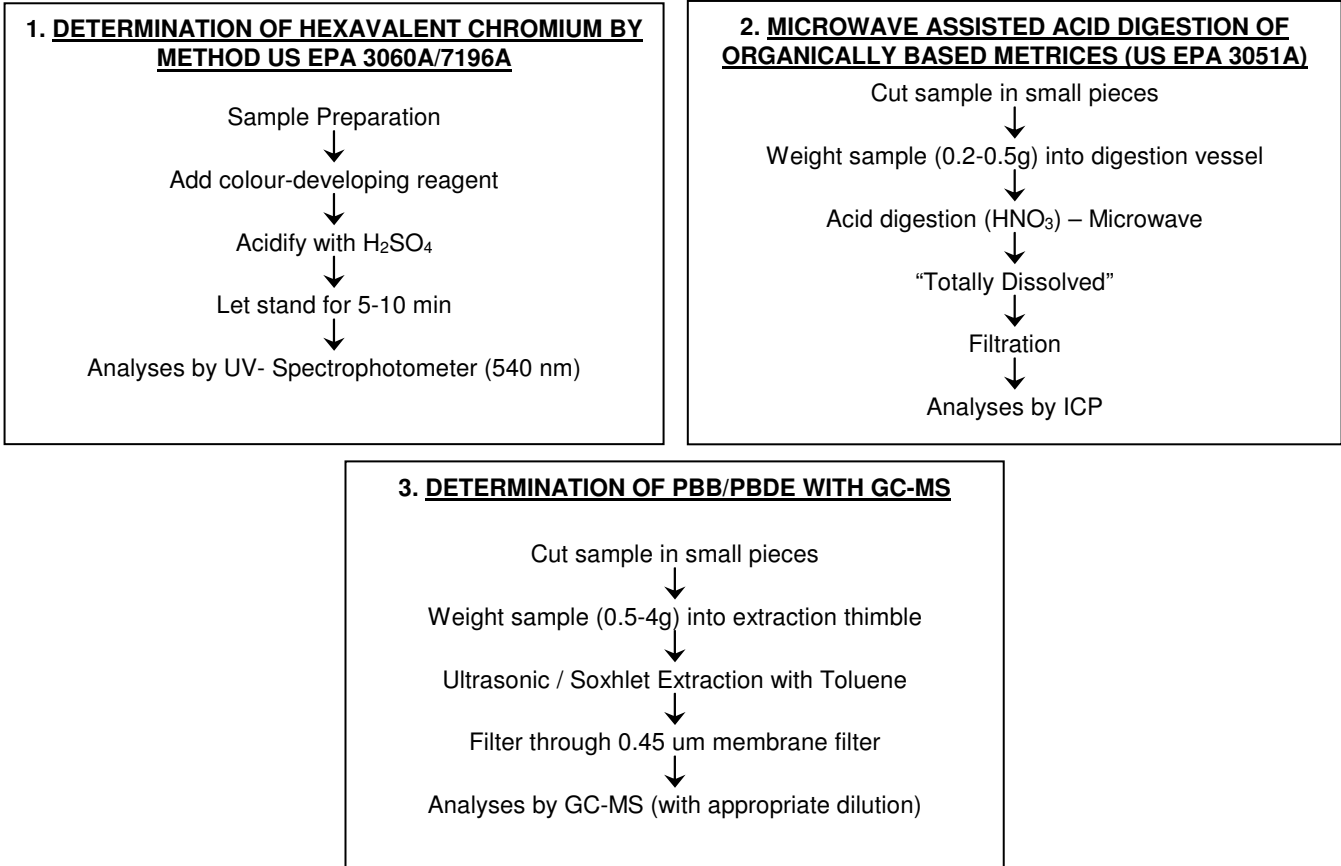 1. DETERMINATION OF HEXAVALENT CHROMIUM BY
METHOD US EPA 3060A/7196A
Sample Preparation
Add colour-developing reagent
Acidify with H₂SO₄
Let stand for 5-10 min
Analyses by UV- Spectrophotometer (540 nm)
2. MICROWAVE ASSISTED ACID DIGESTION OF
ORGANICALLY BASED METRICES (US EPA 3051A)
Cut sample in small pieces
Weight sample (0.2-0.5g) into digestion vessel
Acid digestion (HNO₃) – Microwave
“Totally Dissolved”
Filtration
Analyses by ICP
3. DETERMINATION OF PBB/PBDE WITH GC-MS
Cut sample in small pieces
Weight sample (0.5-4g) into extraction thimble
Ultrasonic / Soxhlet Extraction with Toluene
Filter through 0.45 um membrane filter
Analyses by GC-MS (with appropriate dilution)